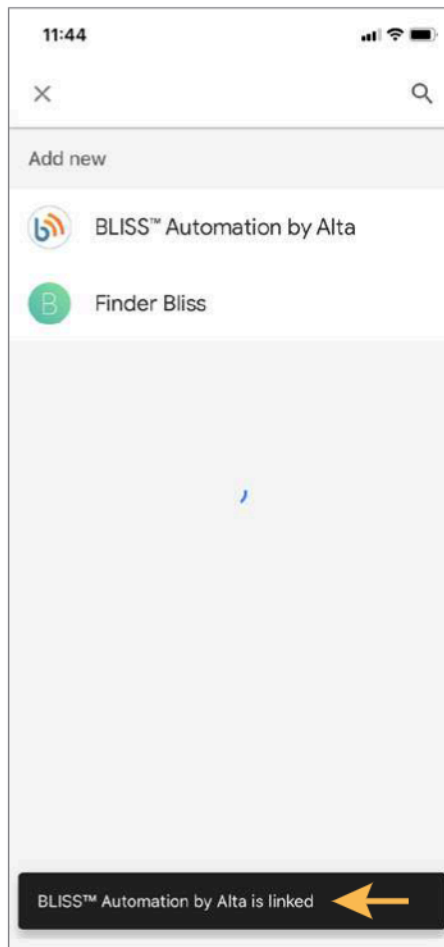 11:44
Add new
BLISS™ Automation by Alta
B
Finder Bliss
BLISS™ Automation by Alta is linked